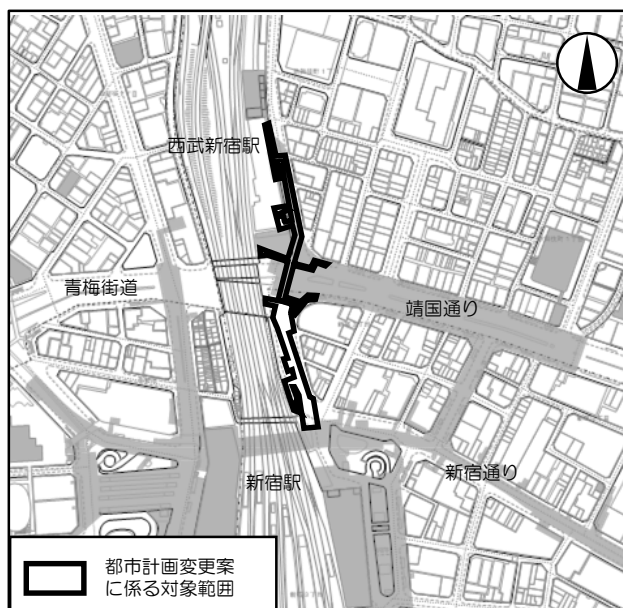 西武新宿駅
青梅街道
靖国通り
新宿通り
新宿駅
都市計画変更案
に係る対象範囲